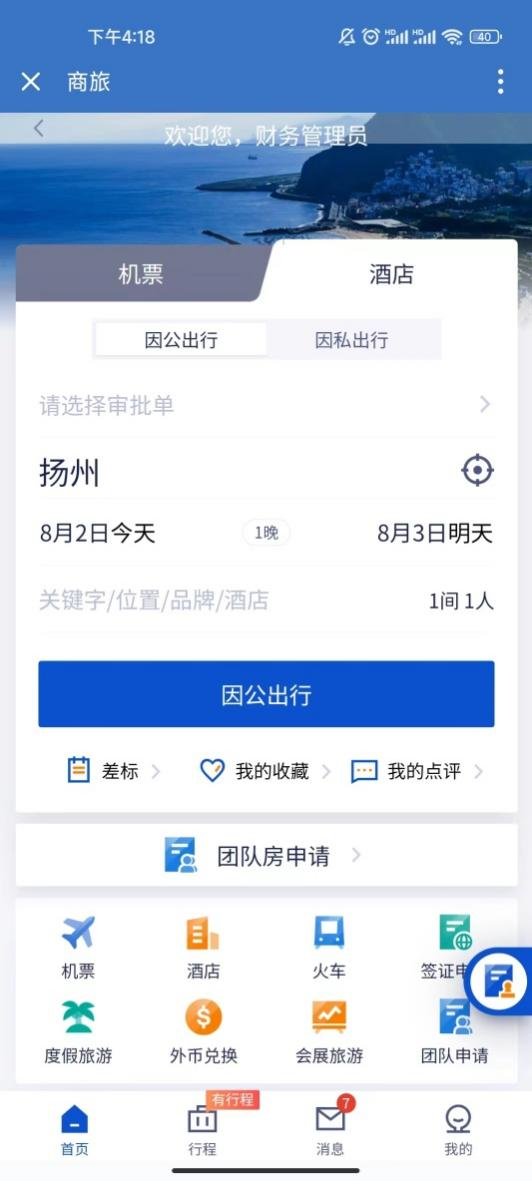 下午4:18
HD HD 40
商旅
欢迎您，财务管理员
机票 酒店
因公出行 因私出行
请选择审批单
扬州
8月2日今天 1晚 8月3日明天
关键字/位置/品牌/酒店 1间 1人
因公出行
差标 我的收藏 我的点评
团队房申请
机票 酒店 火车 签证申
度假旅游 外币兑换 会展旅游 团队申请
有行程 7
首页 行程 消息 我的